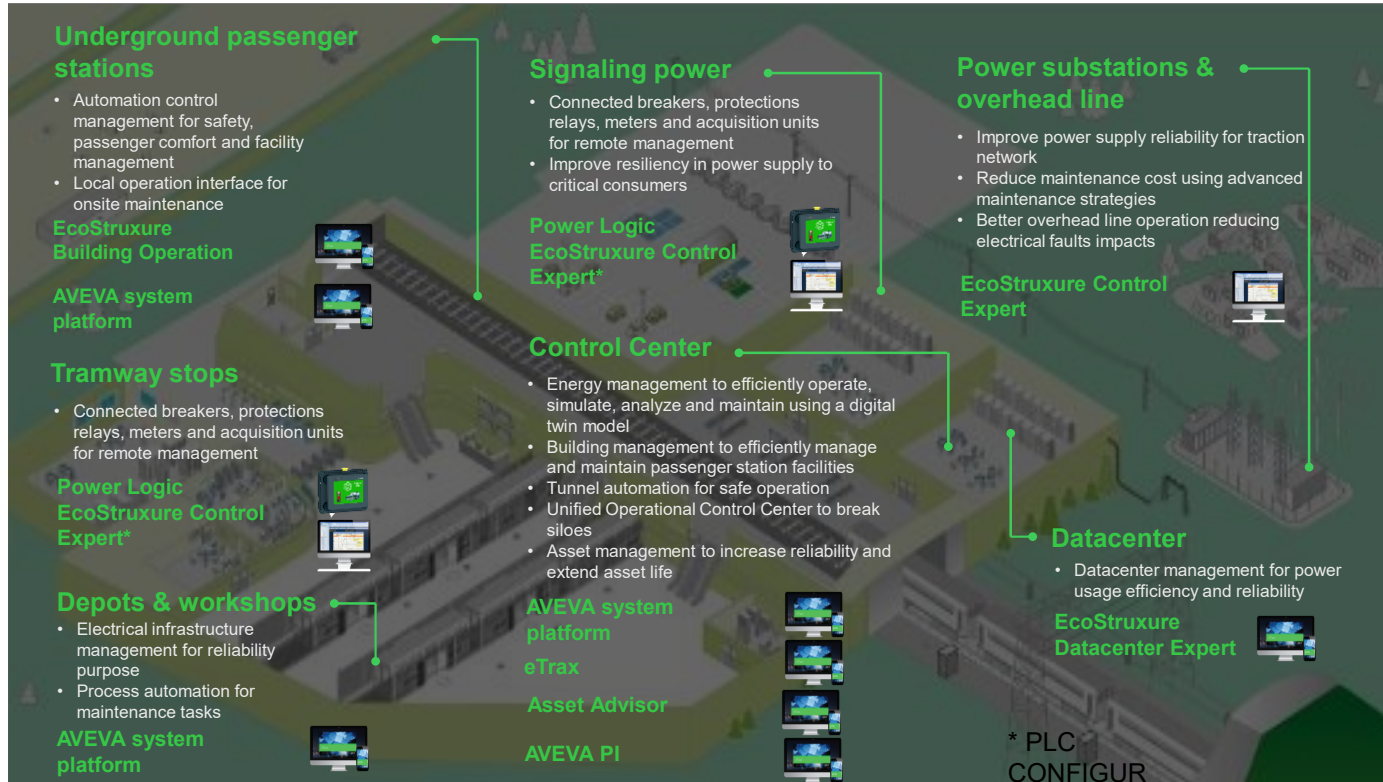 Underground passenger
stations
• Automation control
management for safety,
passenger comfort and facility
management
• Local operation interface for
onsite maintenance
EcoStruxure
Building Operation
AVEVA system
platform
Tramway stops
• Connected breakers, protections
relays, meters and acquisition units
for remote management
Power Logic
EcoStruxure Control
Expert*
Depots & workshops
• Electrical infrastructure
management for reliability
purpose
• Process automation for
maintenance tasks
AVEVA system
platform
Signaling power
• Connected breakers, protections
relays, meters and acquisition units
for remote management
• Improve resiliency in power supply to
critical consumers
Power Logic
EcoStruxure Control
Expert*
Control Center
• Energy management to efficiently operate,
simulate, analyze and maintain using a digital
twin model
• Building management to efficiently manage
and maintain passenger station facilities
• Tunnel automation for safe operation
• Unified Operational Control Center to break
siloes
• Asset management to increase reliability and
extend asset life
AVEVA system
platform
eTrax
Asset Advisor
AVEVA PI
Power substations &
overhead line
• Improve power supply reliability for traction
network
• Reduce maintenance cost using advanced
maintenance strategies
• Better overhead line operation reducing
electrical faults impacts
EcoStruxure Control
Expert
Datacenter
• Datacenter management for power
usage efficiency and reliability
EcoStruxure
Datacenter Expert
* PLC
CONFIGUR